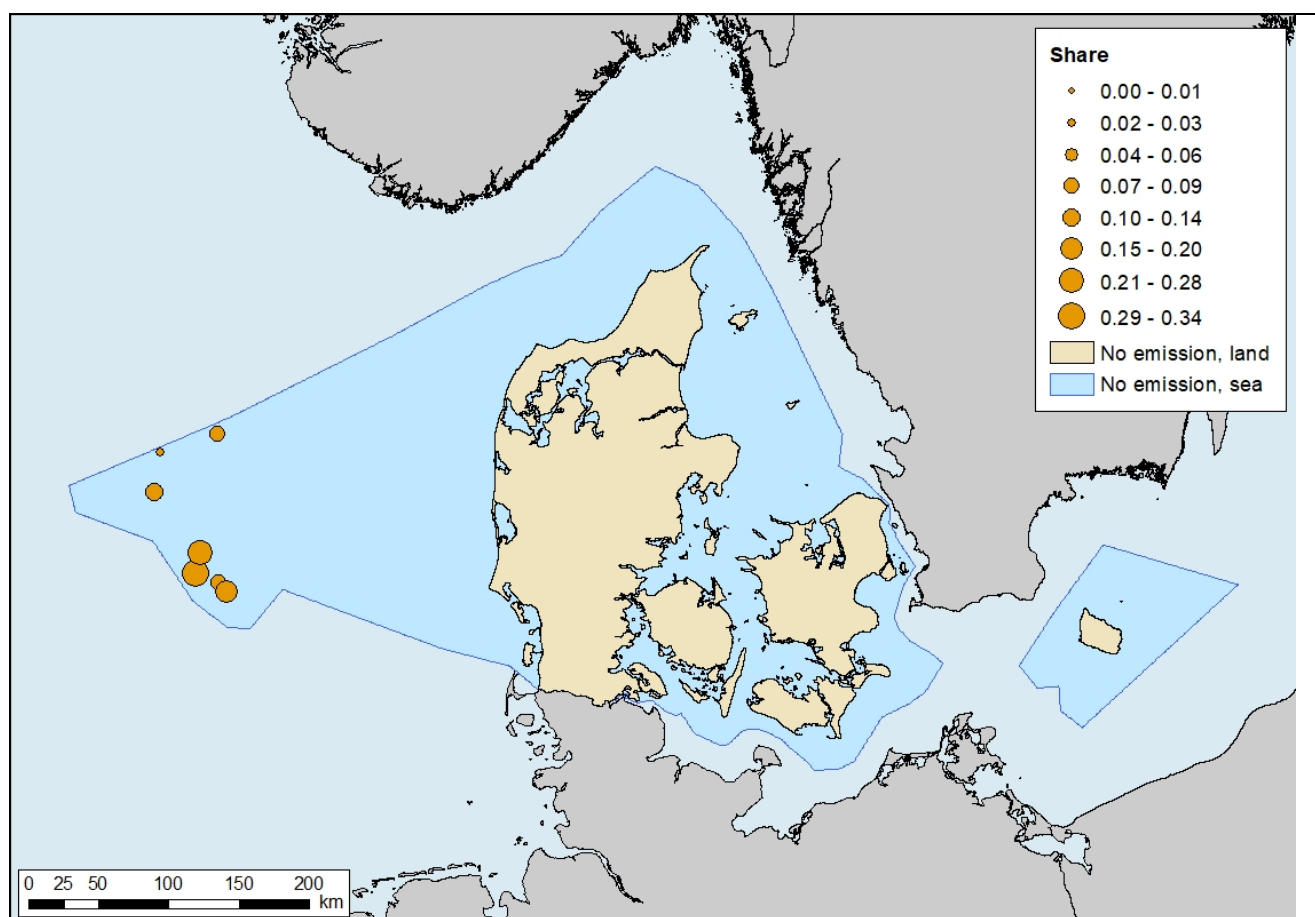 Share
0.00 - 0.01
0.02 - 0.03
0.04 - 0.06
0.07 - 0.09
0.10 - 0.14
0.15 - 0.20
0.21 - 0.28
0.29 - 0.34
No emission, land
No emission, sea
0 25 50 100 150 200
km